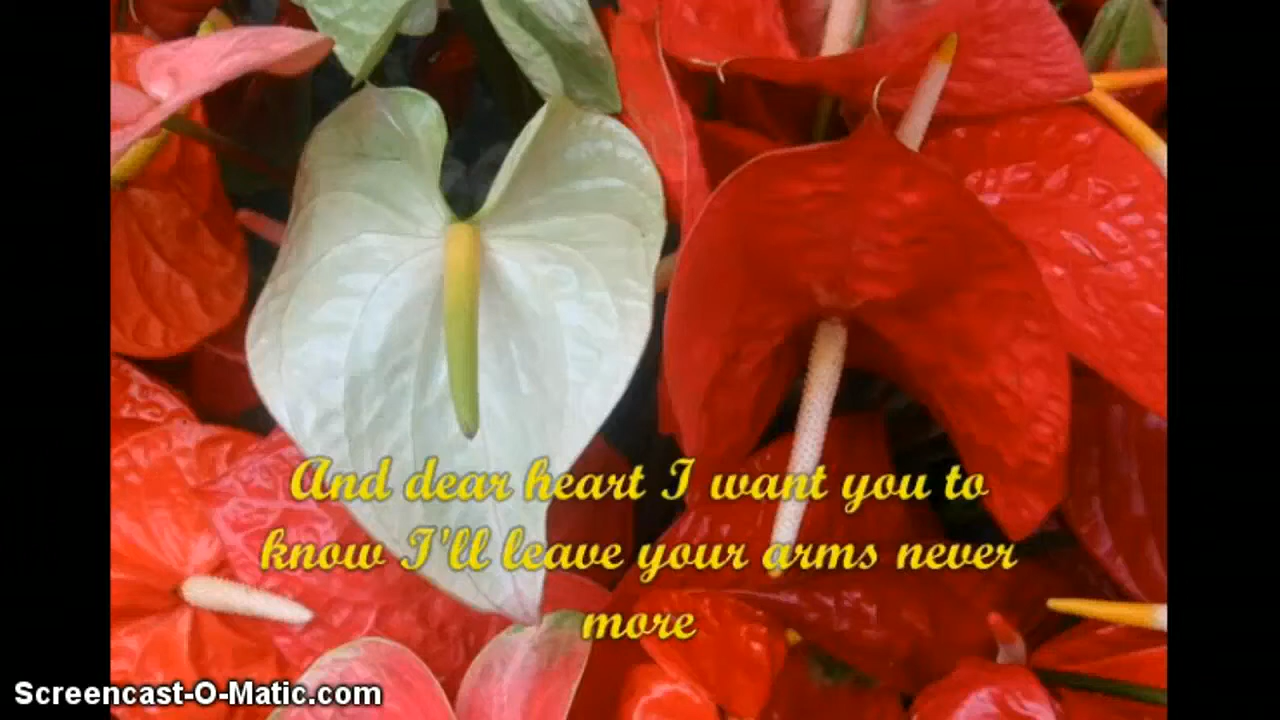 And dear heart I want you to
know I'll leave your arms never
more
Screencast-O-Matic.com